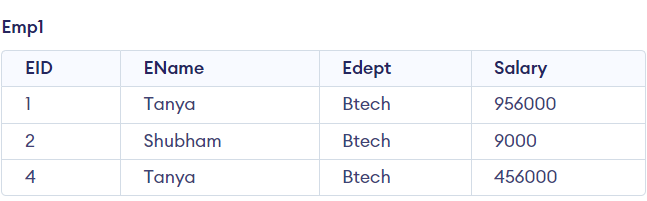 Emp1
EID EName Edept Salary
1 Tanya Btech 956000
2 Shubham Btech 9000
4 Tanya Btech 456000